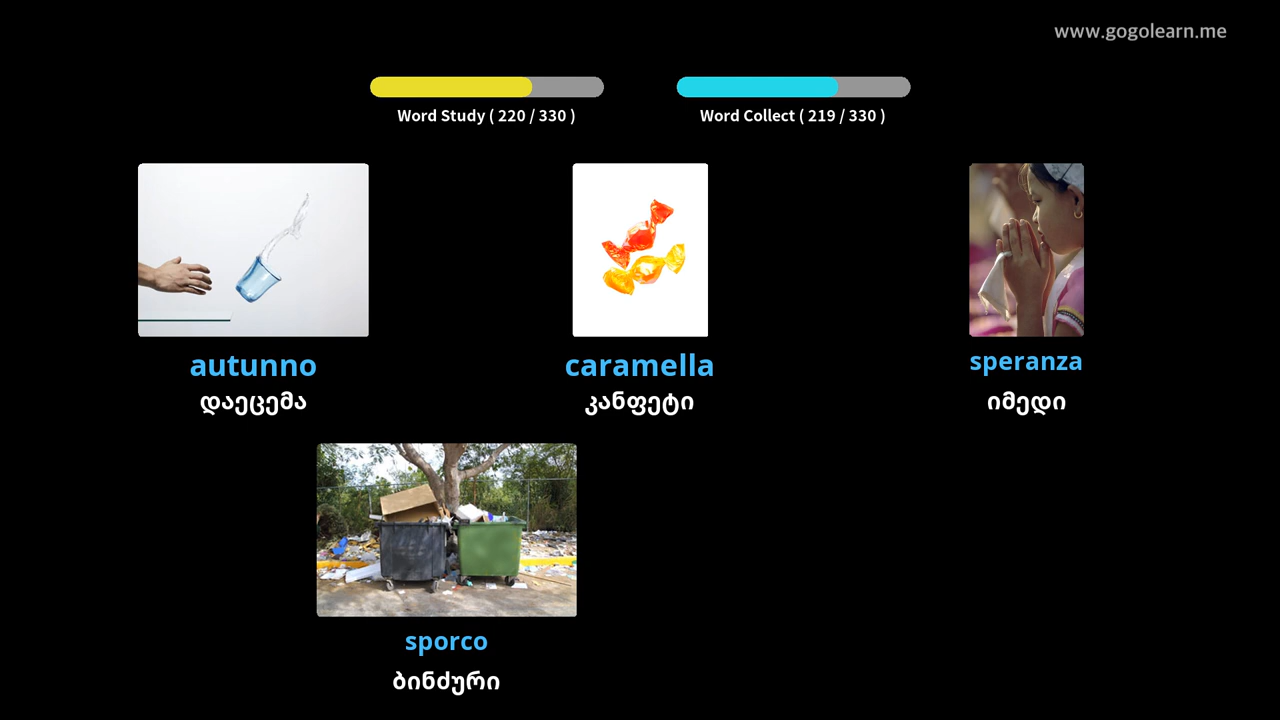 www.gogolearn.me
Word Study ( 220 / 330 )
Word Collect ( 219 / 330 )
autunno
დაეცემა
caramella
კანფეტი
speranza
იმედი
sporco
ბინძური